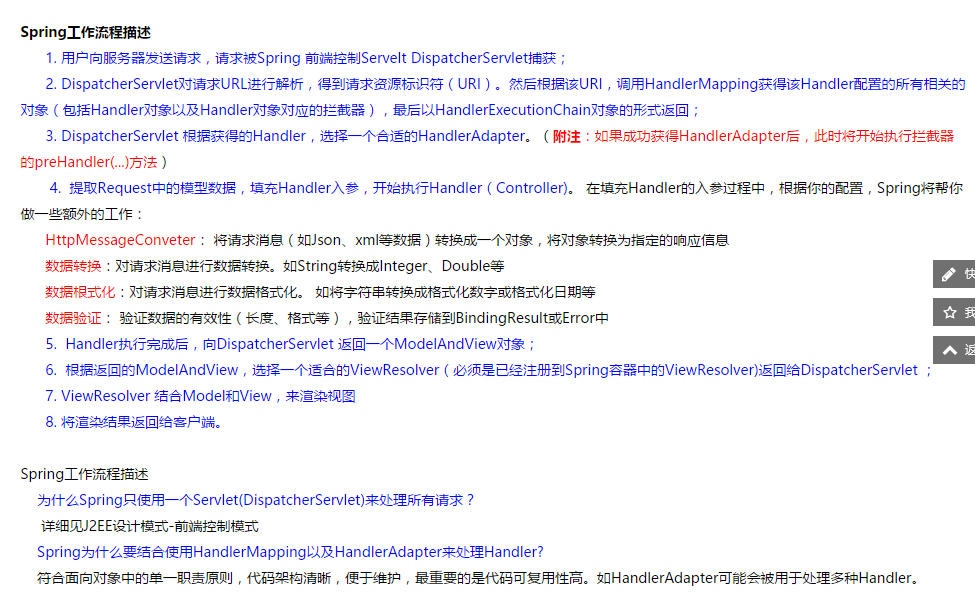 Spring工作流程描述
1. 用户向服务器发送请求，请求被Spring 前端控制Servelt DispatcherServlet捕获；
2. DispatcherServlet对请求URL进行解析，得到请求资源标识符（URI）。然后根据该URI，调用HandlerMapping获得该Handler配置的所有相关的
对象（包括Handler对象以及Handler对象对应的拦截器），最后以HandlerExecutionChain对象的形式返回；
3. DispatcherServlet 根据获得的Handler，选择一个合适的HandlerAdapter。（附注：如果成功获得HandlerAdapter后，此时将开始执行拦截器
的preHandler(...)方法）
4. 提取Request中的模型数据，填充Handler入参，开始执行Handler（Controller)。 在填充Handler的入参过程中，根据你的配置，Spring将帮你
做一些额外的工作：
HttpMessageConveter： 将请求消息（如Json、xml等数据）转换成一个对象，将对象转换为指定的响应信息
数据转换：对请求消息进行数据转换。如String转换成Integer、Double等
数据根式化：对请求消息进行数据格式化。 如将字符串转换成格式化数字或格式化日期等
快
数据验证： 验证数据的有效性（长度、格式等），验证结果存储到BindingResult或Error中
我
5. Handler执行完成后，向DispatcherServlet 返回一个ModelAndView对象；
返
6. 根据返回的ModelAndView，选择一个适合的ViewResolver（必须是已经注册到Spring容器中的ViewResolver)返回给DispatcherServlet ；
7. ViewResolver 结合Model和View，来渲染视图
8. 将渲染结果返回给客户端。
Spring工作流程描述
为什么Spring只使用一个Servlet(DispatcherServlet)来处理所有请求？
详细见J2EE设计模式-前端控制模式
Spring为什么要结合使用HandlerMapping以及HandlerAdapter来处理Handler?
符合面向对象中的单一职责原则，代码架构清晰，便于维护，最重要的是代码可复用性高。如HandlerAdapter可能会被用于处理多种Handler。